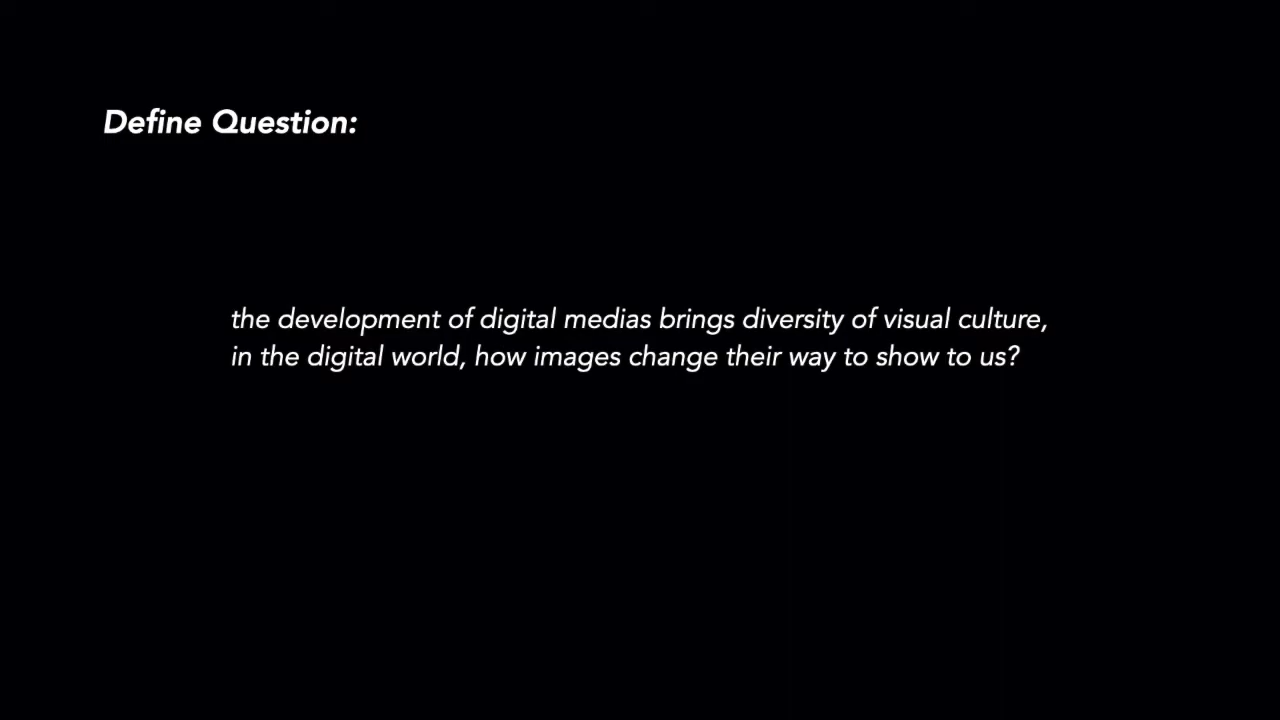 Define Question:
the development of digital medias brings diversity of visual culture,
in the digital world, how images change their way to show to us?